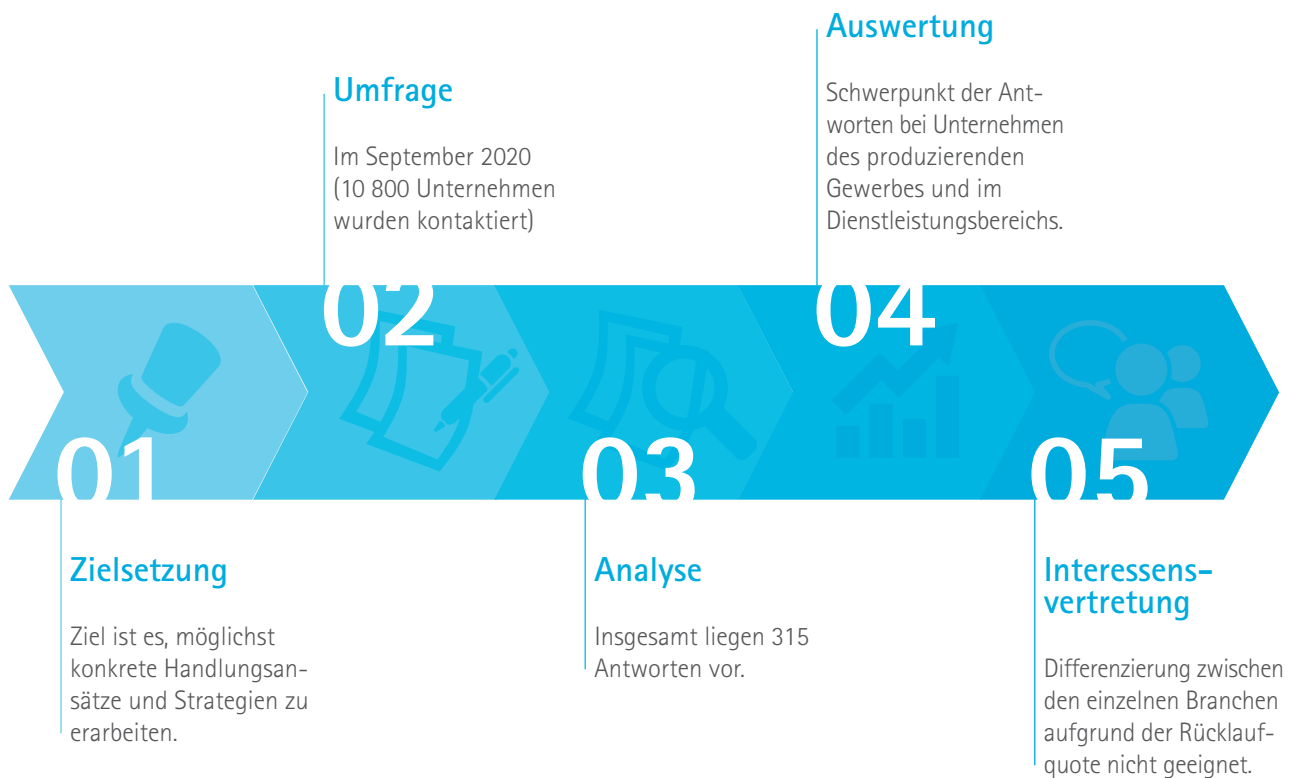 01
Zielsetzung
Ziel ist es, möglichst
konkrete Handlungsan-
sätze und Strategien zu
erarbeiten.
02
Umfrage
Im September 2020
(10 800 Unternehmen
wurden kontaktiert)
03
Analyse
Insgesamt liegen 315
Antworten vor.
04
Auswertung
Schwerpunkt der Ant-
worten bei Unternehmen
des produzierenden
Gewerbes und im
Dienstleistungsbereichs.
05
Interessens-
vertretung
Differenzierung zwischen
den einzelnen Branchen
aufgrund der Rücklauf-
quote nicht geeignet.